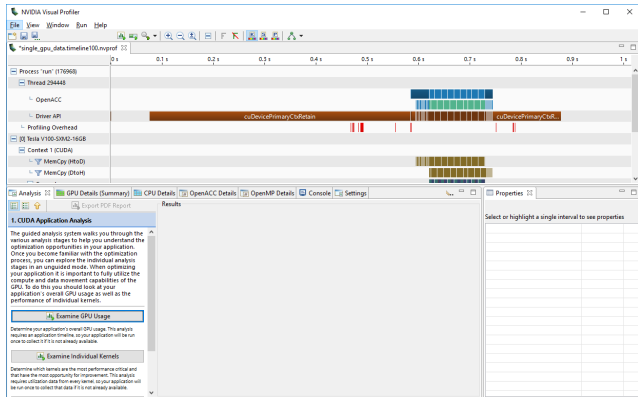 NVIDIA Visual Profiler
File View Window Run Help
*single_gpu_data.timeline100.nvprof
0 s 0.1 s 0.2 s 0.3 s 0.4 s 0.5 s 0.6 s 0.7 s 0.8 s 0.9 s 1 s
Process 'run' (176968)
Thread 294448
OpenACC
Driver API
cuDevicePrimaryCtxRetain
cuDevicePrimaryCtxR...
Profiling Overhead
[0] Tesla V100-SXM2-16GB
Context 1 (CUDA)
MemCpy (HtoD)
MemCpy (DtoH)
Analysis GPU Details (Summary) CPU Details OpenACC Details OpenMP Details Console Settings
Properties
Export PDF Report
Results
1. CUDA Application Analysis
Select or highlight a single interval to see properties
The guided analysis system walks you through the
various analysis stages to help you understand the
optimization opportunities in your application.
Once you become familiar with the optimization
process, you can explore the individual analysis
stages in an unguided mode. When optimizing
your application it is important to fully utilize the
compute and data movement capabilities of the
GPU. To do this you should look at your
application's overall GPU usage as well as the
performance of individual kernels.
Examine GPU Usage
Determine your application's overall GPU usage. This analysis
requires an application timeline, so your application will be run
once to collect it if it is not already available.
Examine Individual Kernels
Determine which kernels are the most performance critical and
that have the most opportunity for improvement. This analysis
requires utilization data from every kernel, so your application will
be run once to collect that data if it is not already available.